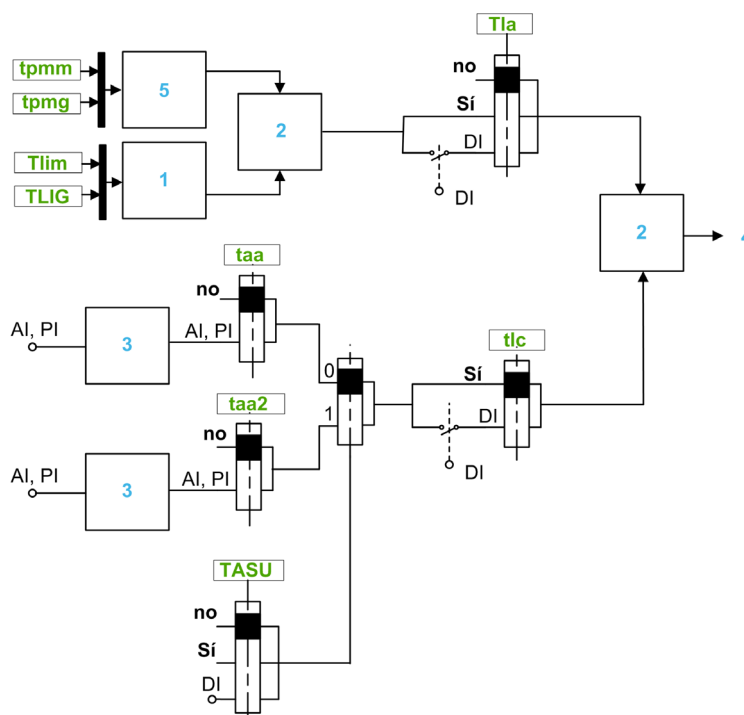 Tla
tpmm
no
5
tpmg
Sí
2
DI
Tlim
1
DI
TLIG
2
taa
no
AI, PI
3
AI, PI
tlc
0
Sí
taa2
1
no
DI
AI, PI
3
AI, PI
DI
TASU
no
Sí
DI